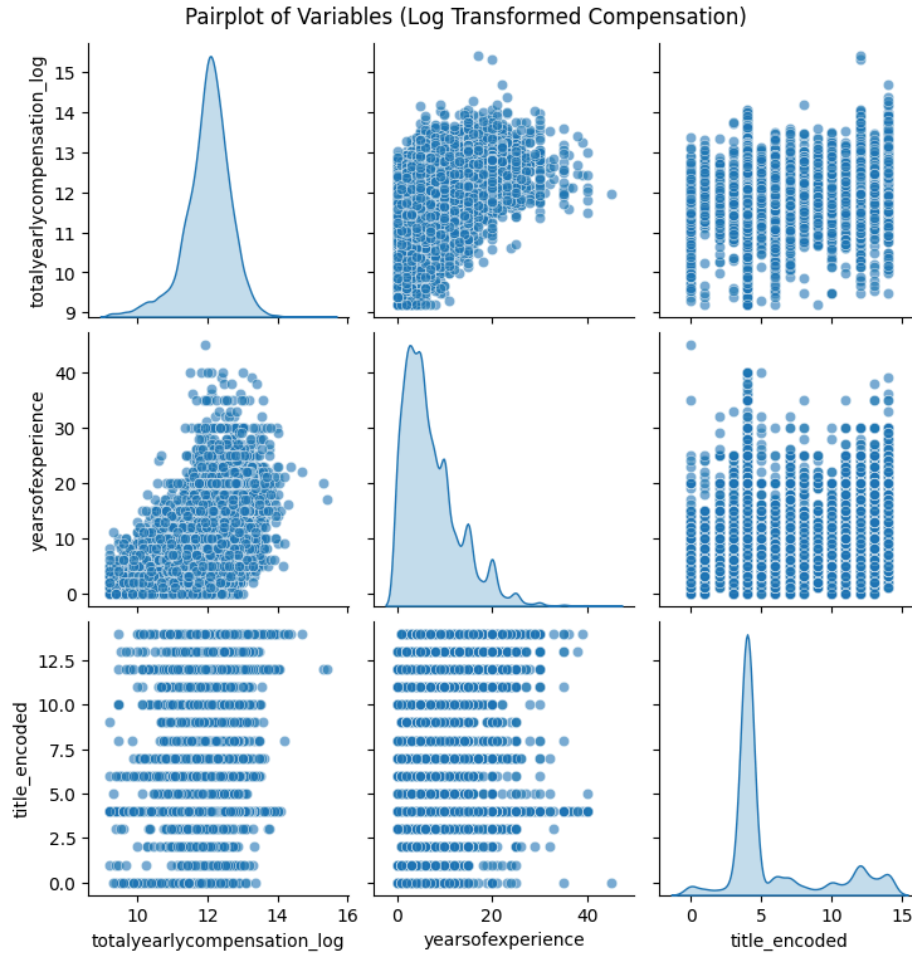 Pairplot of Variables (Log Transformed Compensation)
totalyearlycompensation_log
15
14
13
12
11
10
9
yearsofexperience
40
30
20
10
0
title_encoded
12.5
10.0
7.5
5.0
2.5
0.0
10 12 14 16
0 20 40
0 5 10 15
totalyearlycompensation_log yearsofexperience title_encoded